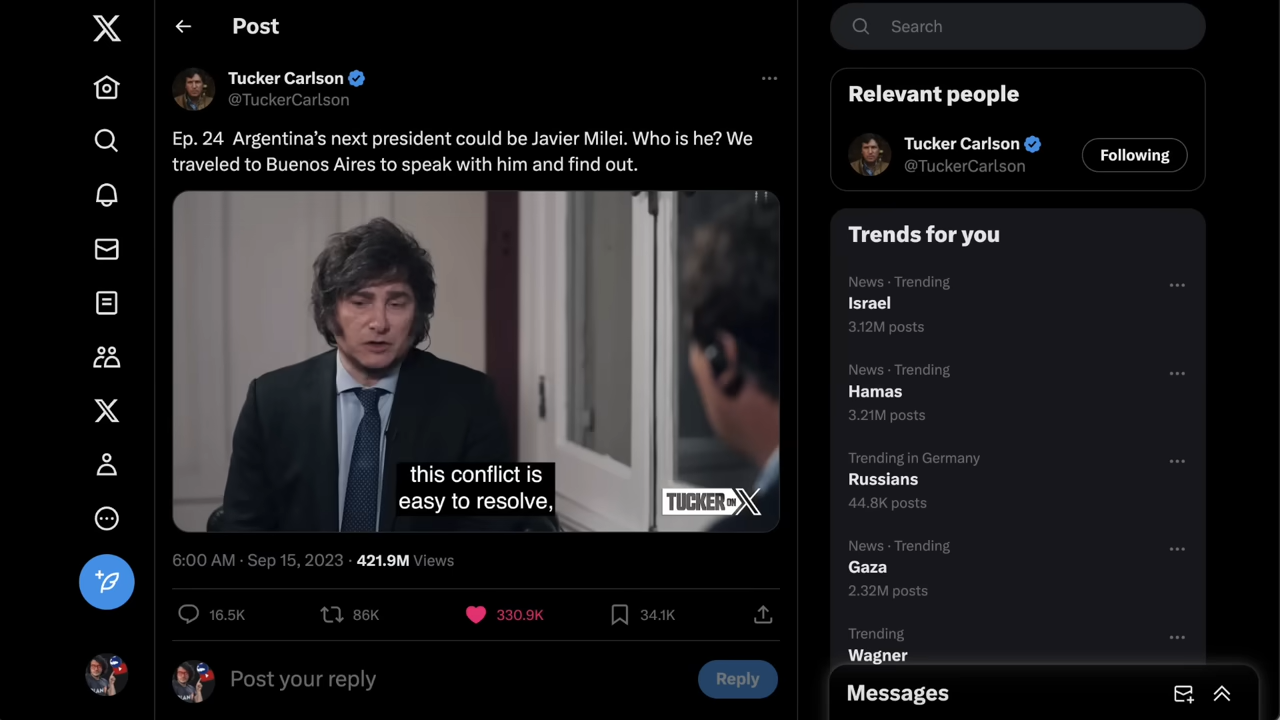 Post
Tucker Carlson
@TuckerCarlson
Ep. 24  Argentina’s next president could be Javier Milei. Who is he? We
traveled to Buenos Aires to speak with him and find out.
this conflict is
easy to resolve,
TUCKER ON X
6:00 AM · Sep 15, 2023 · 421.9M Views
16.5K
86K
330.9K
34.1K
Post your reply
Reply
Search
Relevant people
Tucker Carlson
@TuckerCarlson
Following
Trends for you
News · Trending
Israel
3.12M posts
News · Trending
Hamas
3.21M posts
Trending in Germany
Russians
44.8K posts
News · Trending
Gaza
2.32M posts
Trending
Wagner
Messages